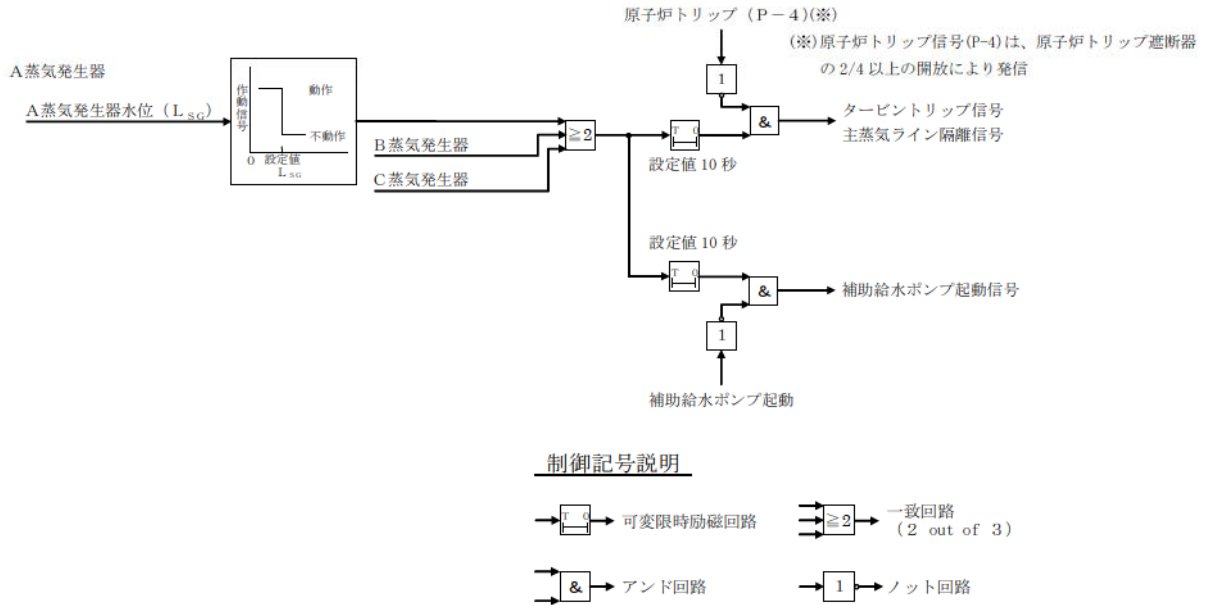 原子炉トリップ(P-4)(※)
(※)原子炉トリップ信号(P-4)は、原子炉トリップ遮断器
の 2/4 以上の開放により発信
A蒸気発生器
A蒸気発生器水位(LSG)
作動信号
動作
不動作
0
設定値
LSG
B蒸気発生器
C蒸気発生器
≧2
1
T 0
設定値 10 秒
&
タービントリップ信号
主蒸気ライン隔離信号
設定値 10 秒
T 0
&
補助給水ポンプ起動信号
1
補助給水ポンプ起動
制御記号説明
T 0
可変限時励磁回路
≧2
一致回路
(2 out of 3)
&
アンド回路
1
ノット回路